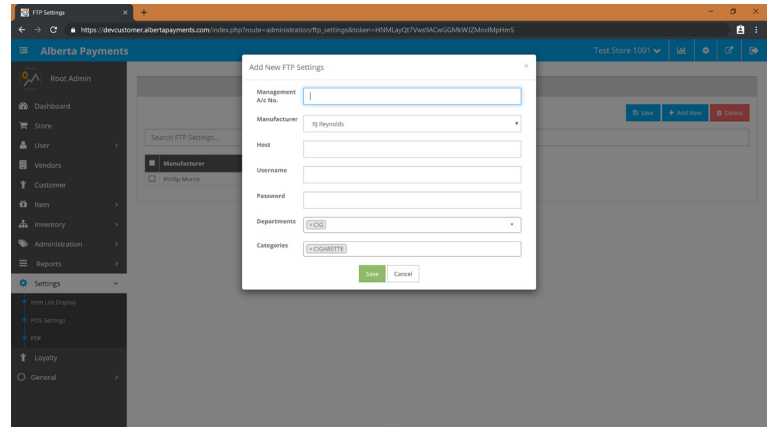 FTP Settings
https://devcustomer.albertapayments.com/index.php?route=administration/ftp_settings&token=HNMLayQt7Vws9ACwGGMkWJZMovlMpHmS
Alberta Payments
Test Store 1001
Root Admin
Dashboard
Store
User
Vendors
Customer
Item
Inventory
Administration
Reports
Settings
Item List Display
POS Settings
FTP
Loyalty
General
Save
Add New
Delete
Search FTP Settings...
Manufacturer
Phillip Morris
Add New FTP Settings
×
Management
A/c No.
Manufacturer
RJ Reynolds
Host
Username
Password
Departments
× CIG
Categories
× CIGARETTE
Save
Cancel